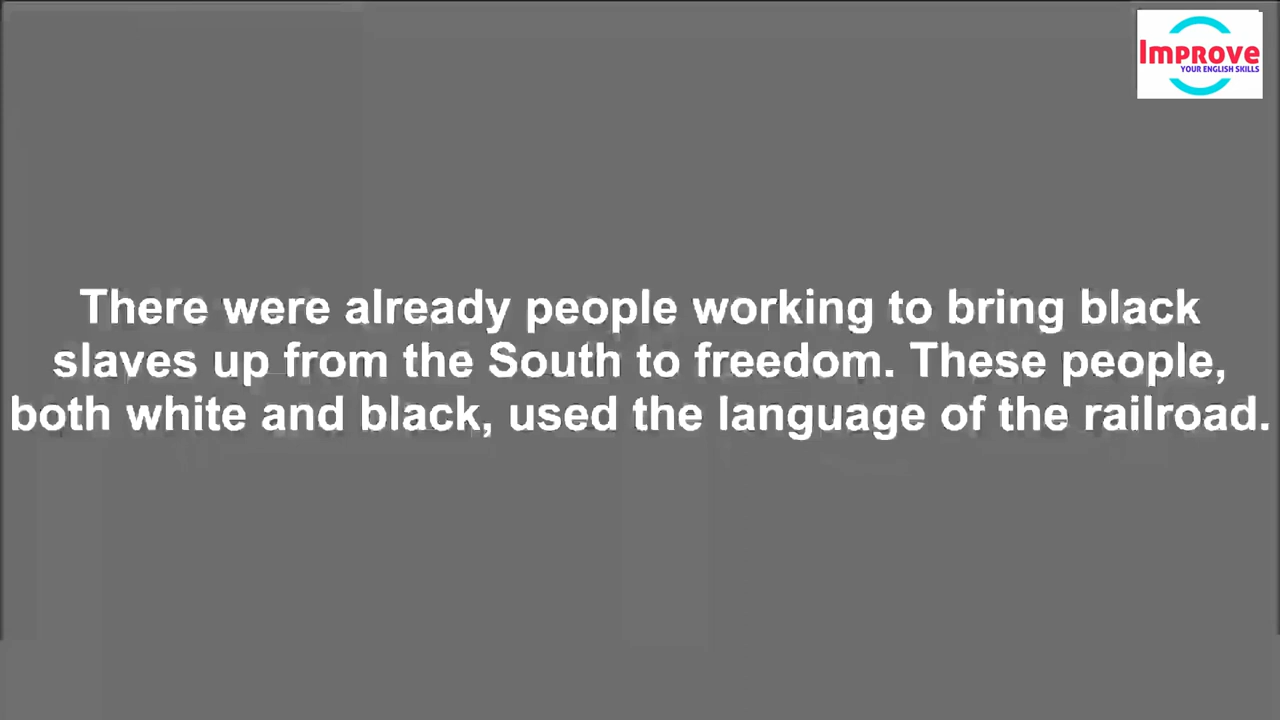 Improve
YOUR ENGLISH SKILLS
There were already people working to bring black
slaves up from the South to freedom. These people,
both white and black, used the language of the railroad.